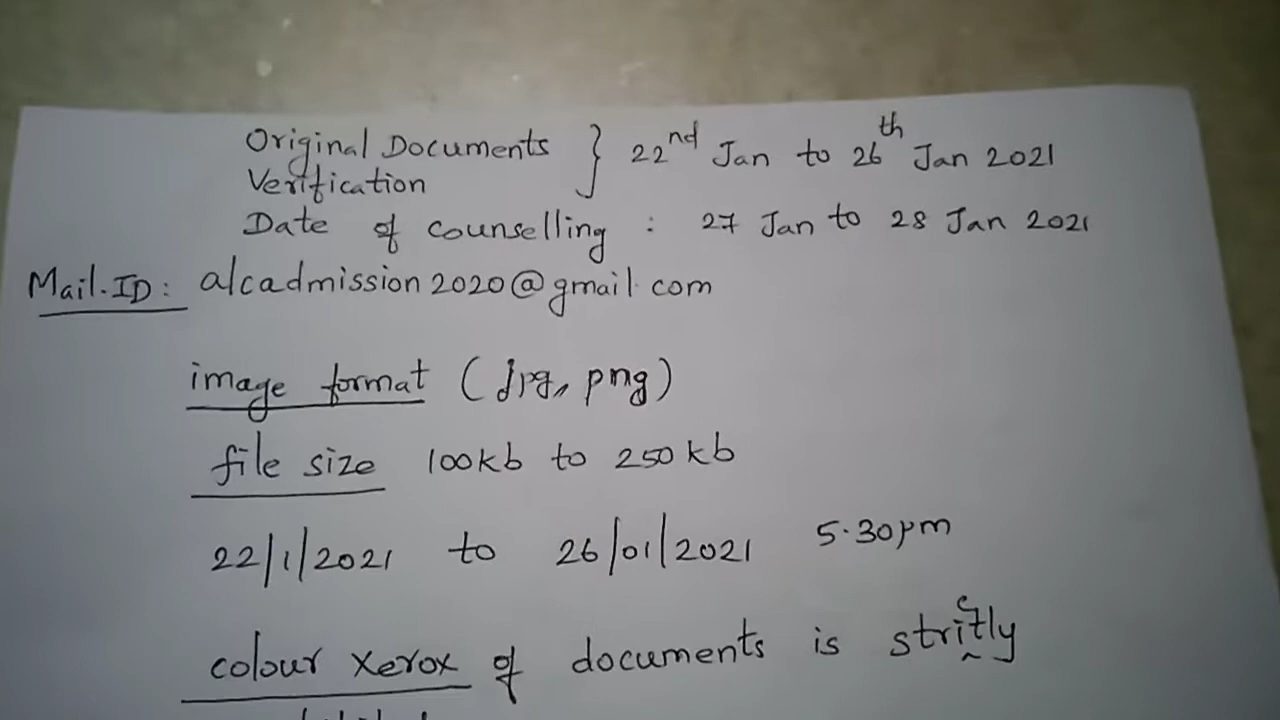 Original Documents Verification } 22nd Jan to 26th Jan 2021
Date of counselling : 27 Jan to 28 Jan 2021
Mail.ID: alcadmission2020@gmail.com
image format (jpg, png)
file size 100kb to 250kb
22/1/2021 to 26/01/2021 5.30pm
colour xerox of documents is strictly